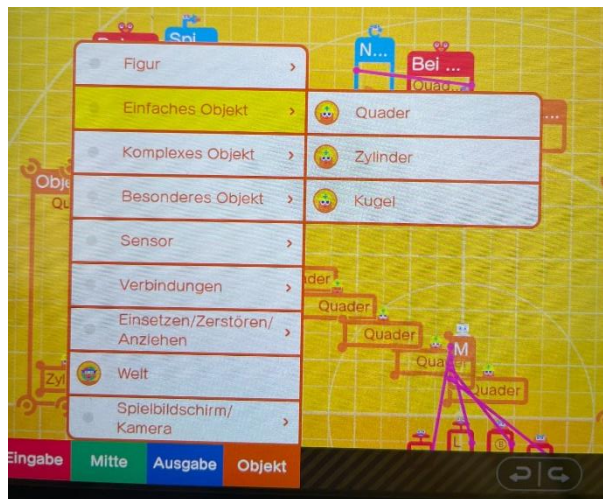 Spi...
N...
Bei ...
Quad...
Figur
Einfaches Objekt
Quader
Komplexes Objekt
Zylinder
Besonderes Objekt
Kugel
Obje
Qu
Sensor
Verbindungen
der
Quader
Einsetzen/Zerstören/
Anziehen
Quader
M
Welt
Zyl
Quader
Spielbildschirm/
Kamera
L
B
Eingabe
Mitte
Ausgabe
Objekt